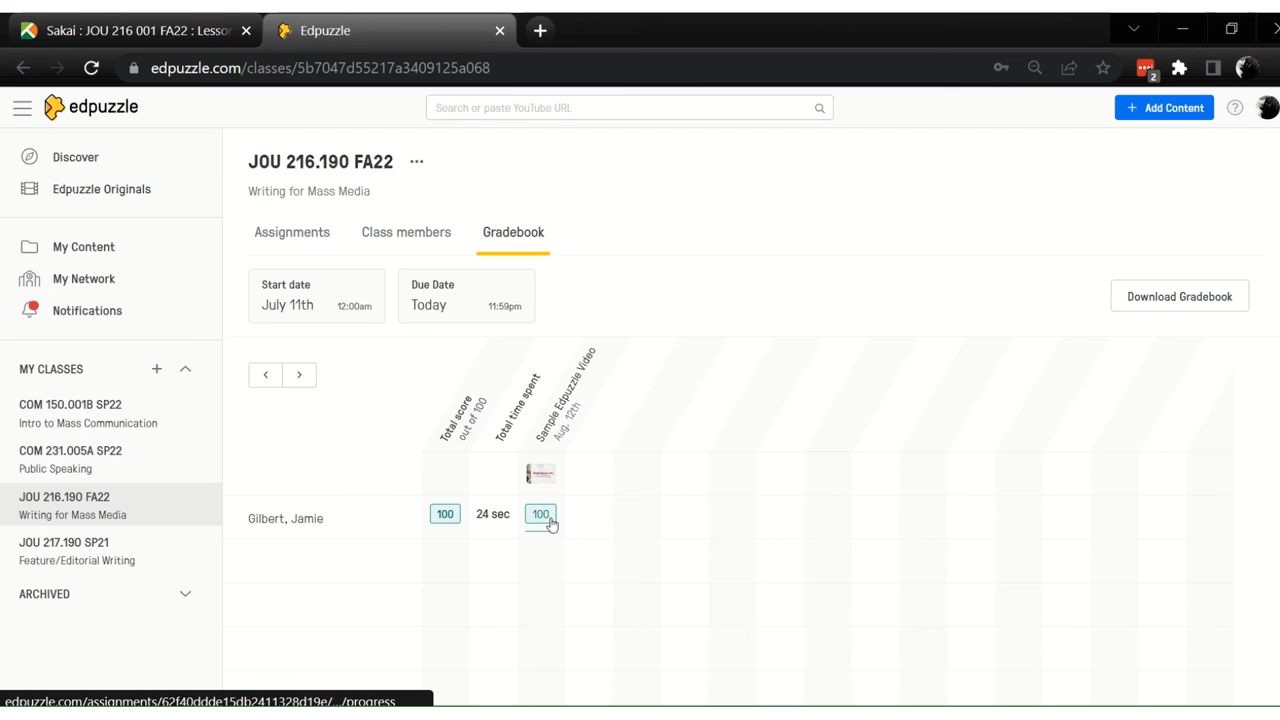 Sakai : JOU 216 001 FA22 : Lesson
Edpuzzle
edpuzzle.com/classes/5b7047d55217a3409125a068
2
edpuzzle
Search or paste YouTube URL
+ Add Content
?
Discover
Edpuzzle Originals
My Content
My Network
Notifications
MY CLASSES
COM 150.001B SP22
Intro to Mass Communication
COM 231.005A SP22
Public Speaking
JOU 216.190 FA22
Writing for Mass Media
JOU 217.190 SP21
Feature/Editorial Writing
ARCHIVED
JOU 216.190 FA22 ...
Writing for Mass Media
Assignments
Class members
Gradebook
Start date
July 11th 12:00am
Due Date
Today 11:59pm
Download Gradebook
Total score
out of 100
Total time spent
Sample Edpuzzle Video
Aug. 12th
Gilbert, Jamie
100
24 sec
100
edpuzzle.com/assignments/62f40ddde15db2411328d19e/.../progress